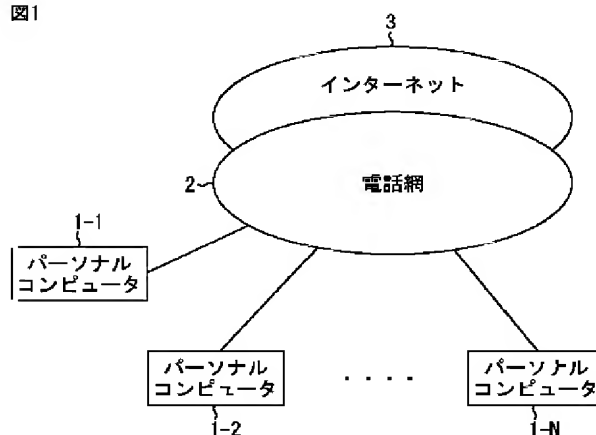 図1
3
インターネット
2
電話網
1-1
パーソナル
コンピュータ
パーソナル
コンピュータ
・・・・
パーソナル
コンピュータ
1-2
1-N